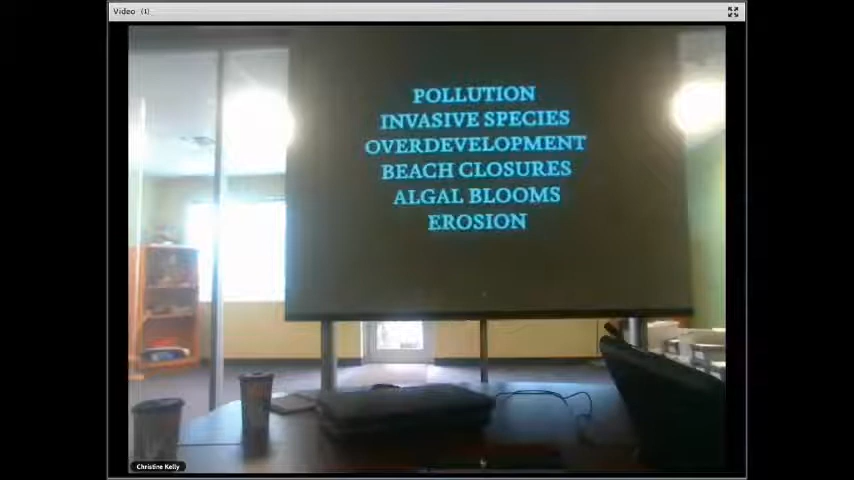 Video (1)
POLLUTION
INVASIVE SPECIES
OVERDEVELOPMENT
BEACH CLOSURES
ALGAL BLOOMS
EROSION
Christine Kelly